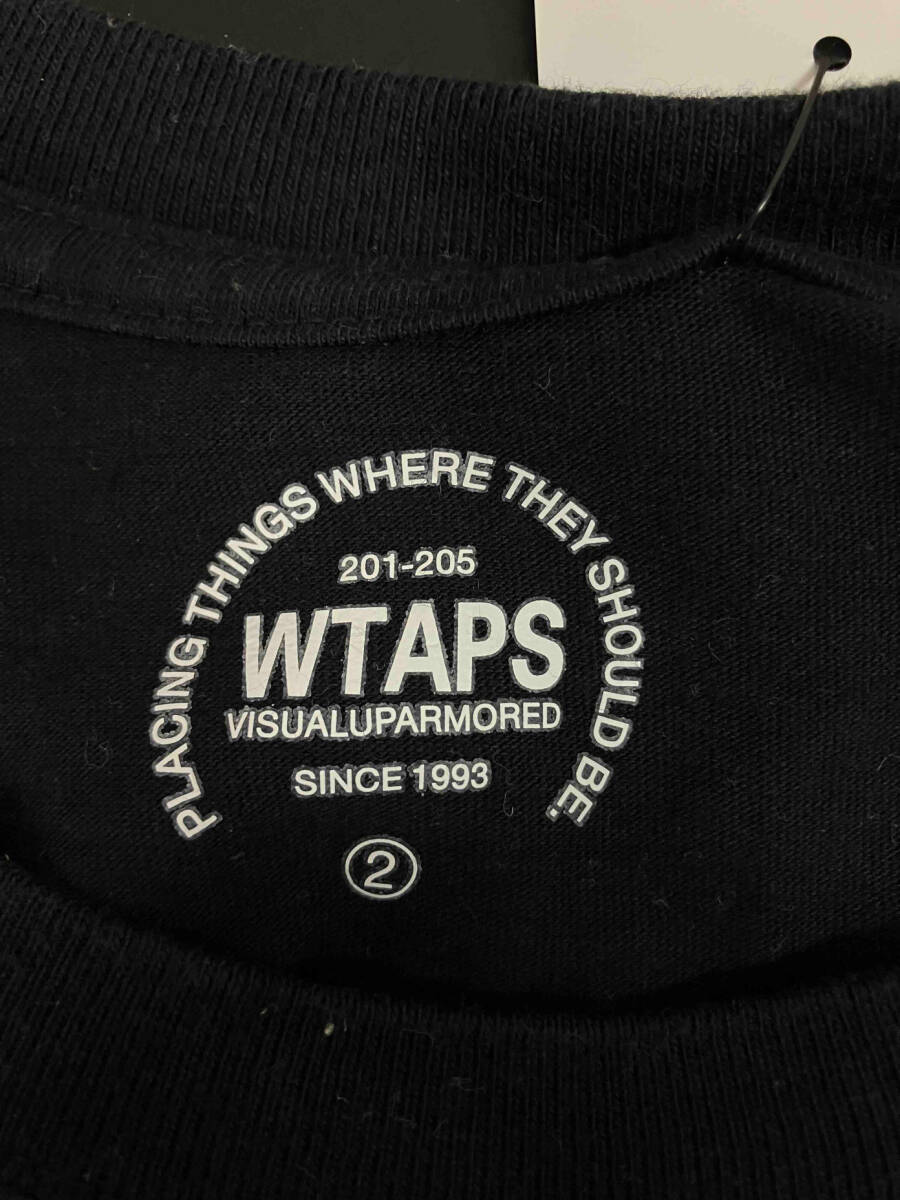 PLACING THINGS WHERE THEY SHOULD BE.
201-205
WTAPS
VISUALUPARMORED
SINCE 1993
2